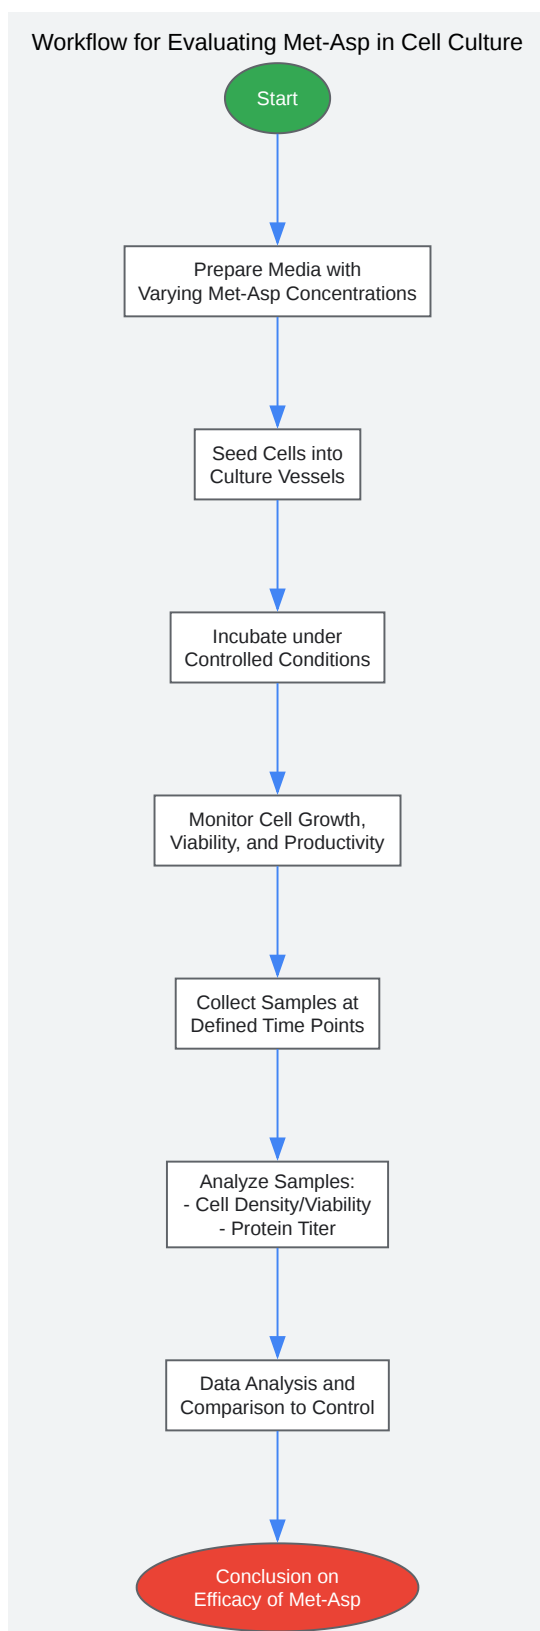 Workflow for Evaluating Met-Asp in Cell Culture
Start
Prepare Media with
Varying Met-Asp Concentrations
Seed Cells into
Culture Vessels
Incubate under
Controlled Conditions
Monitor Cell Growth,
Viability, and Productivity
Collect Samples at
Defined Time Points
Analyze Samples:
- Cell Density/Viability
- Protein Titer
Data Analysis and
Comparison to Control
Conclusion on
Efficacy of Met-Asp